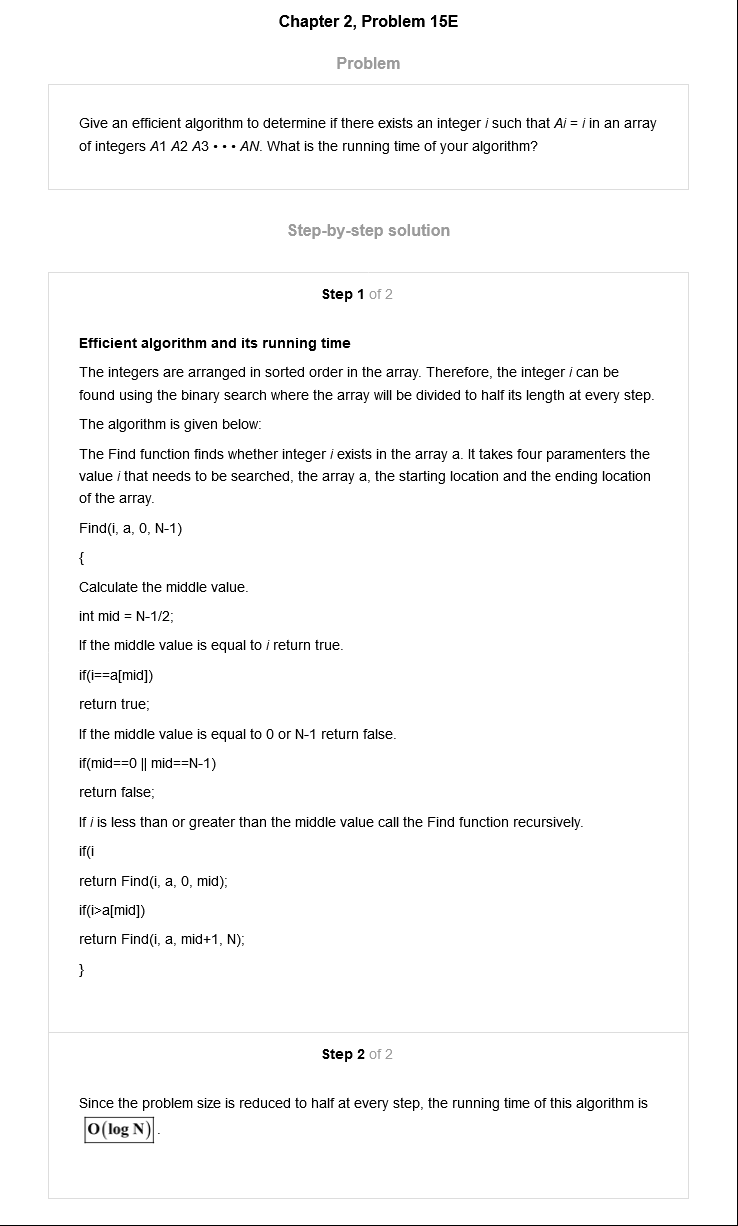 Chapter 2, Problem 15E
Problem
Give an efficient algorithm to determine if there exists an integer i such that Ai = i in an array
of integers A1 A2 A3 • • • AN. What is the running time of your algorithm?
Step-by-step solution
Step 1 of 2
Efficient algorithm and its running time
The integers are arranged in sorted order in the array. Therefore, the integer i can be
found using the binary search where the array will be divided to half its length at every step.
The algorithm is given below:
The Find function finds whether integer i exists in the array a. It takes four paramenters the
value i that needs to be searched, the array a, the starting location and the ending location
of the array.
Find(i, a, 0, N-1)
{
Calculate the middle value.
int mid = N-1/2;
If the middle value is equal to i return true.
if(i==a[mid])
return true;
If the middle value is equal to 0 or N-1 return false.
if(mid==0 || mid==N-1)
return false;
If i is less than or greater than the middle value call the Find function recursively.
if(i
return Find(i, a, 0, mid);
if(i>a[mid])
return Find(i, a, mid+1, N);
}
Step 2 of 2
Since the problem size is reduced to half at every step, the running time of this algorithm is
O(log N).